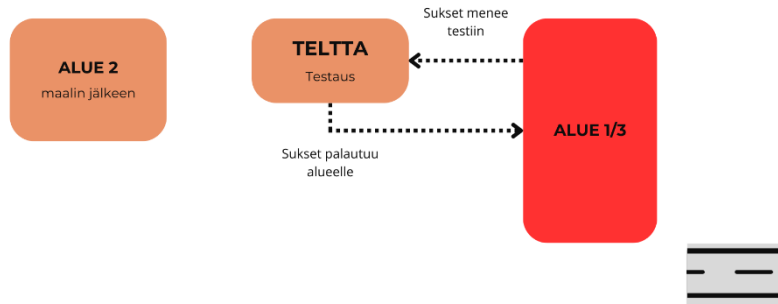 ALUE 2
maalin jälkeen
TELTTA
Testaus
Sukset menee
testiin
ALUE 1/3
Sukset palautuu
alueelle